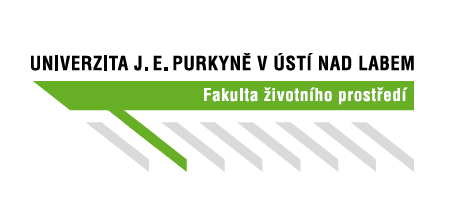 UNIVERZITA J. E. PURKYNĚ V ÚSTÍ NAD LABEM
Fakulta životního prostředí